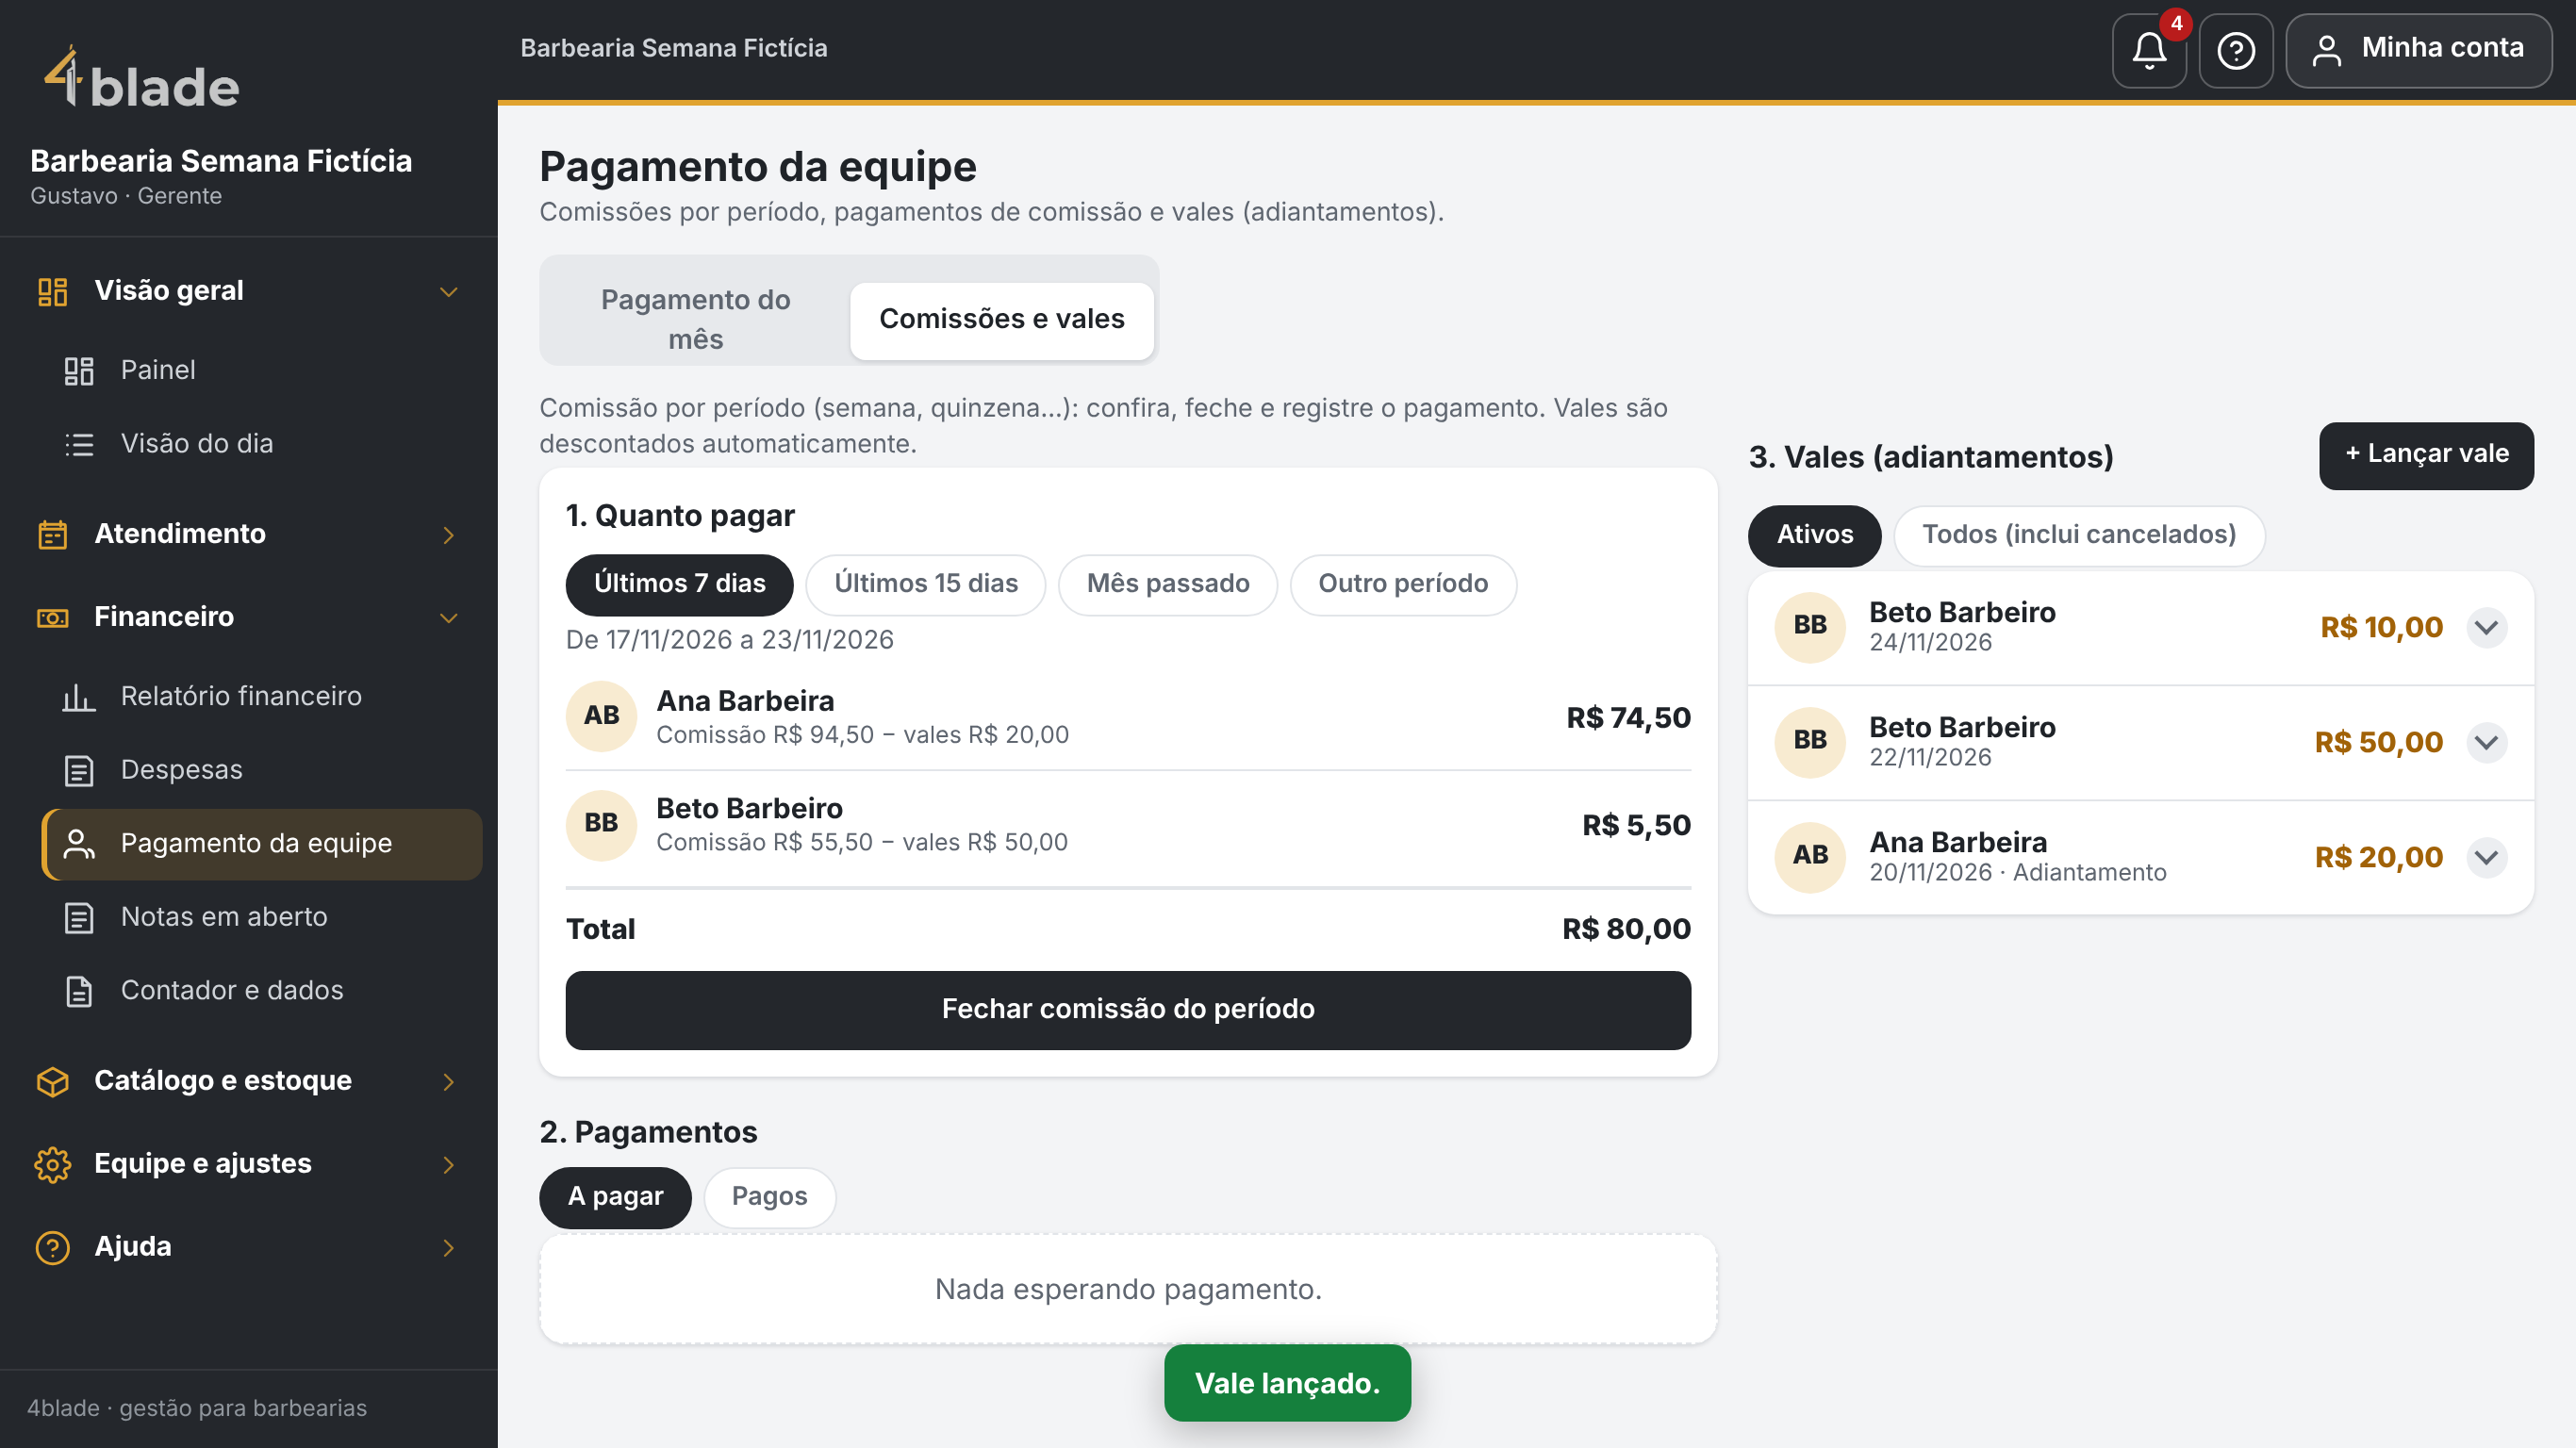 4blade
Barbearia Semana Fictícia
Gustavo · Gerente
Visão geral
Painel
Visão do dia
Atendimento
Financeiro
Relatório financeiro
Despesas
Pagamento da equipe
Notas em aberto
Contador e dados
Catálogo e estoque
Equipe e ajustes
Ajuda
4blade · gestão para barbearias
Barbearia Semana Fictícia
4
Minha conta
Pagamento da equipe
Comissões por período, pagamentos de comissão e vales (adiantamentos).
Pagamento do
mês
Comissões e vales
Comissão por período (semana, quinzena...): confira, feche e registre o pagamento. Vales são
descontados automaticamente.
1. Quanto pagar
Últimos 7 dias
Últimos 15 dias
Mês passado
Outro período
De 17/11/2026 a 23/11/2026
AB
Ana Barbeira
Comissão R$ 94,50 − vales R$ 20,00
R$ 74,50
BB
Beto Barbeiro
Comissão R$ 55,50 − vales R$ 50,00
R$ 5,50
Total
R$ 80,00
Fechar comissão do período
2. Pagamentos
A pagar
Pagos
Nada esperando pagamento.
3. Vales (adiantamentos)
+ Lançar vale
Ativos
Todos (inclui cancelados)
BB
Beto Barbeiro
24/11/2026
R$ 10,00
BB
Beto Barbeiro
22/11/2026
R$ 50,00
AB
Ana Barbeira
20/11/2026 · Adiantamento
R$ 20,00
Vale lançado.